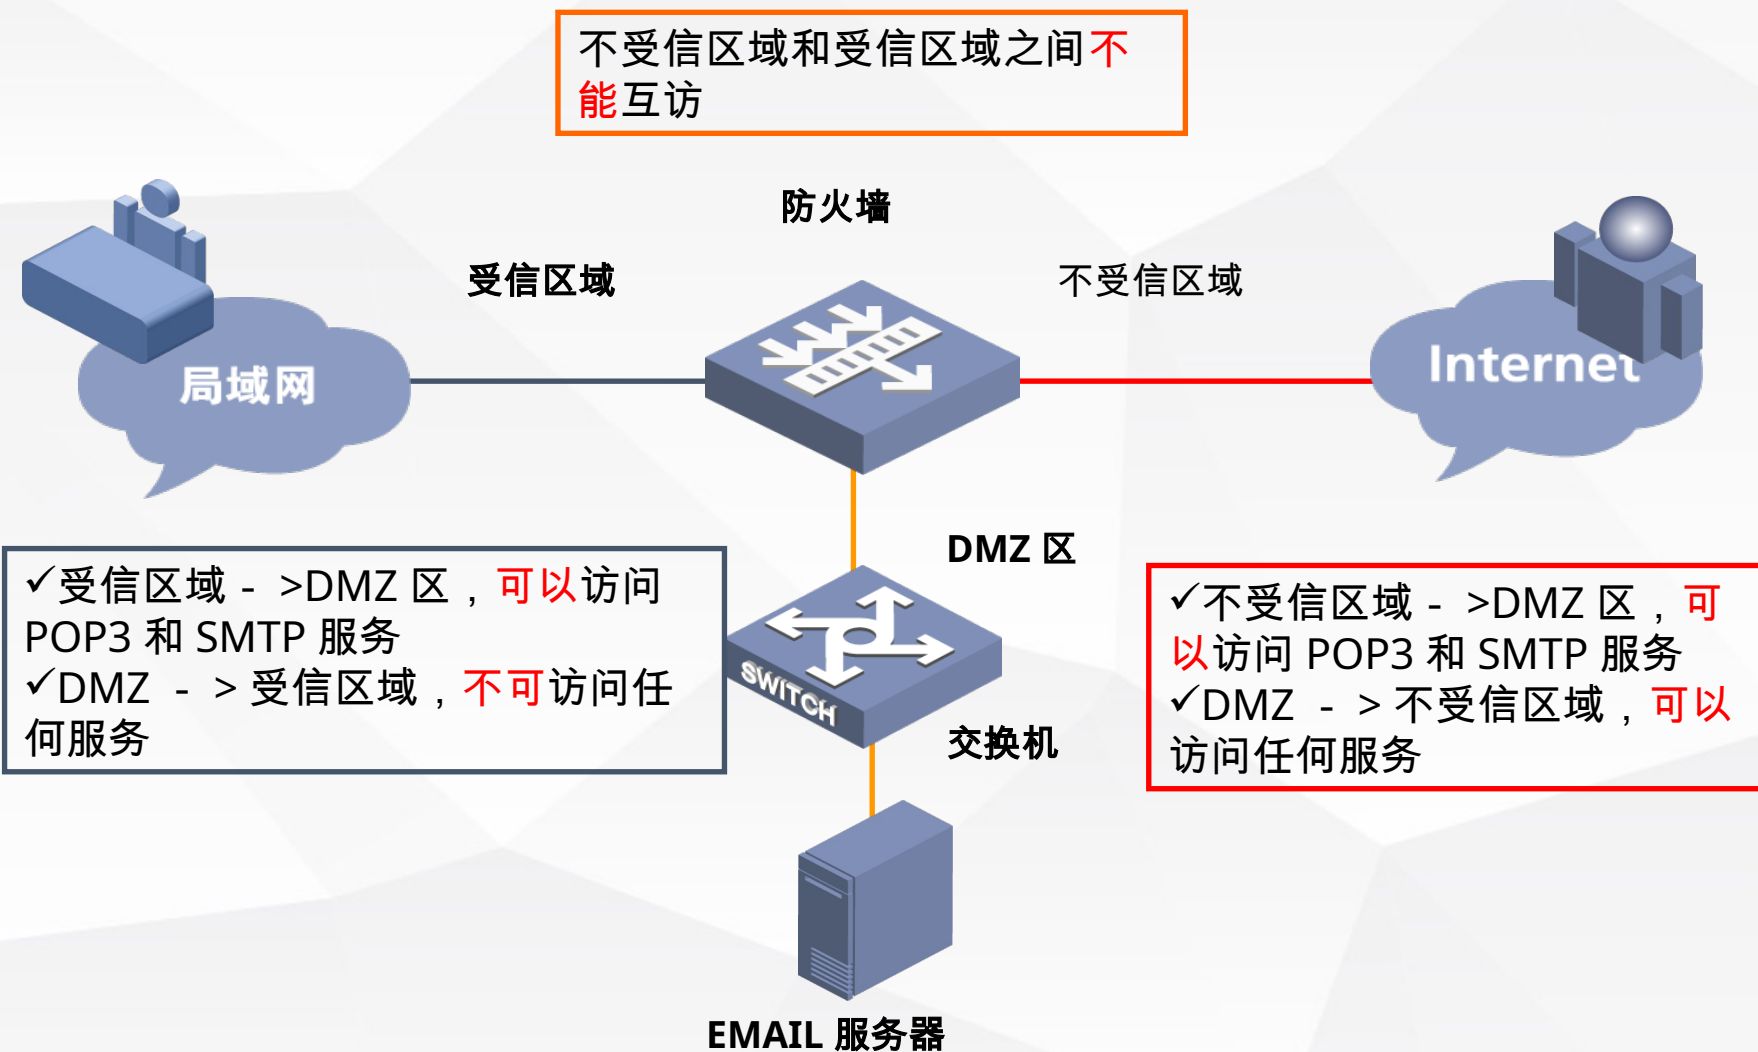 不受信区域和受信区域之间不
能互访
防火墙
受信区域
不受信区域
局域网
Internet
DMZ 区
✓受信区域 - >DMZ 区，可以访问
POP3 和 SMTP 服务
✓DMZ - > 受信区域，不可访问任
何服务
✓不受信区域 - >DMZ 区，可
以访问 POP3 和 SMTP 服务
✓DMZ - > 不受信区域，可以
访问任何服务
SWITCH
交换机
EMAIL 服务器